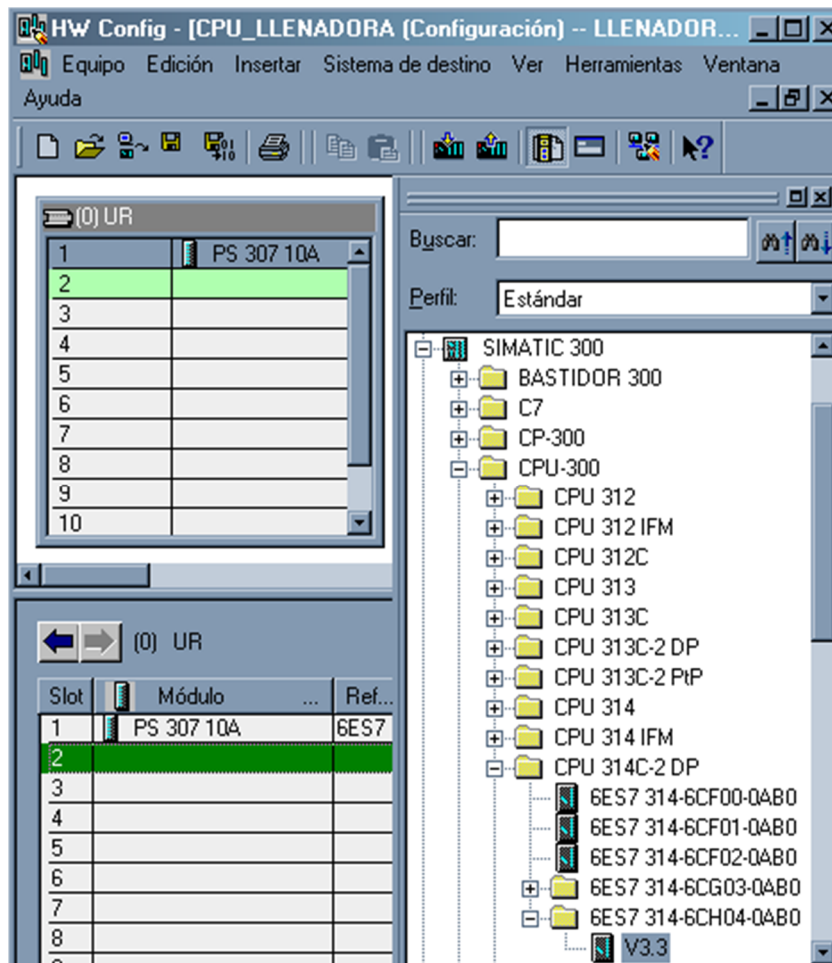 HW Config - [CPU_LLENADORA (Configuración) -- LLENADOR...
Equipo Edición Insertar Sistema de destino Ver Herramientas Ventana
Ayuda
(0) UR
1 PS 307 10A
2
3
4
5
6
7
8
9
10
Buscar:
Perfil: Estándar
SIMATIC 300
BASTIDOR 300
C7
CP-300
CPU-300
CPU 312
CPU 312 IFM
CPU 312C
CPU 313
CPU 313C
CPU 313C-2 DP
CPU 313C-2 PtP
CPU 314
CPU 314 IFM
CPU 314C-2 DP
6ES7 314-6CF00-0AB0
6ES7 314-6CF01-0AB0
6ES7 314-6CF02-0AB0
6ES7 314-6CG03-0AB0
6ES7 314-6CH04-0AB0
V3.3
(0) UR
Slot Módulo ... Ref...
1 PS 307 10A 6ES7
2
3
4
5
6
7
8